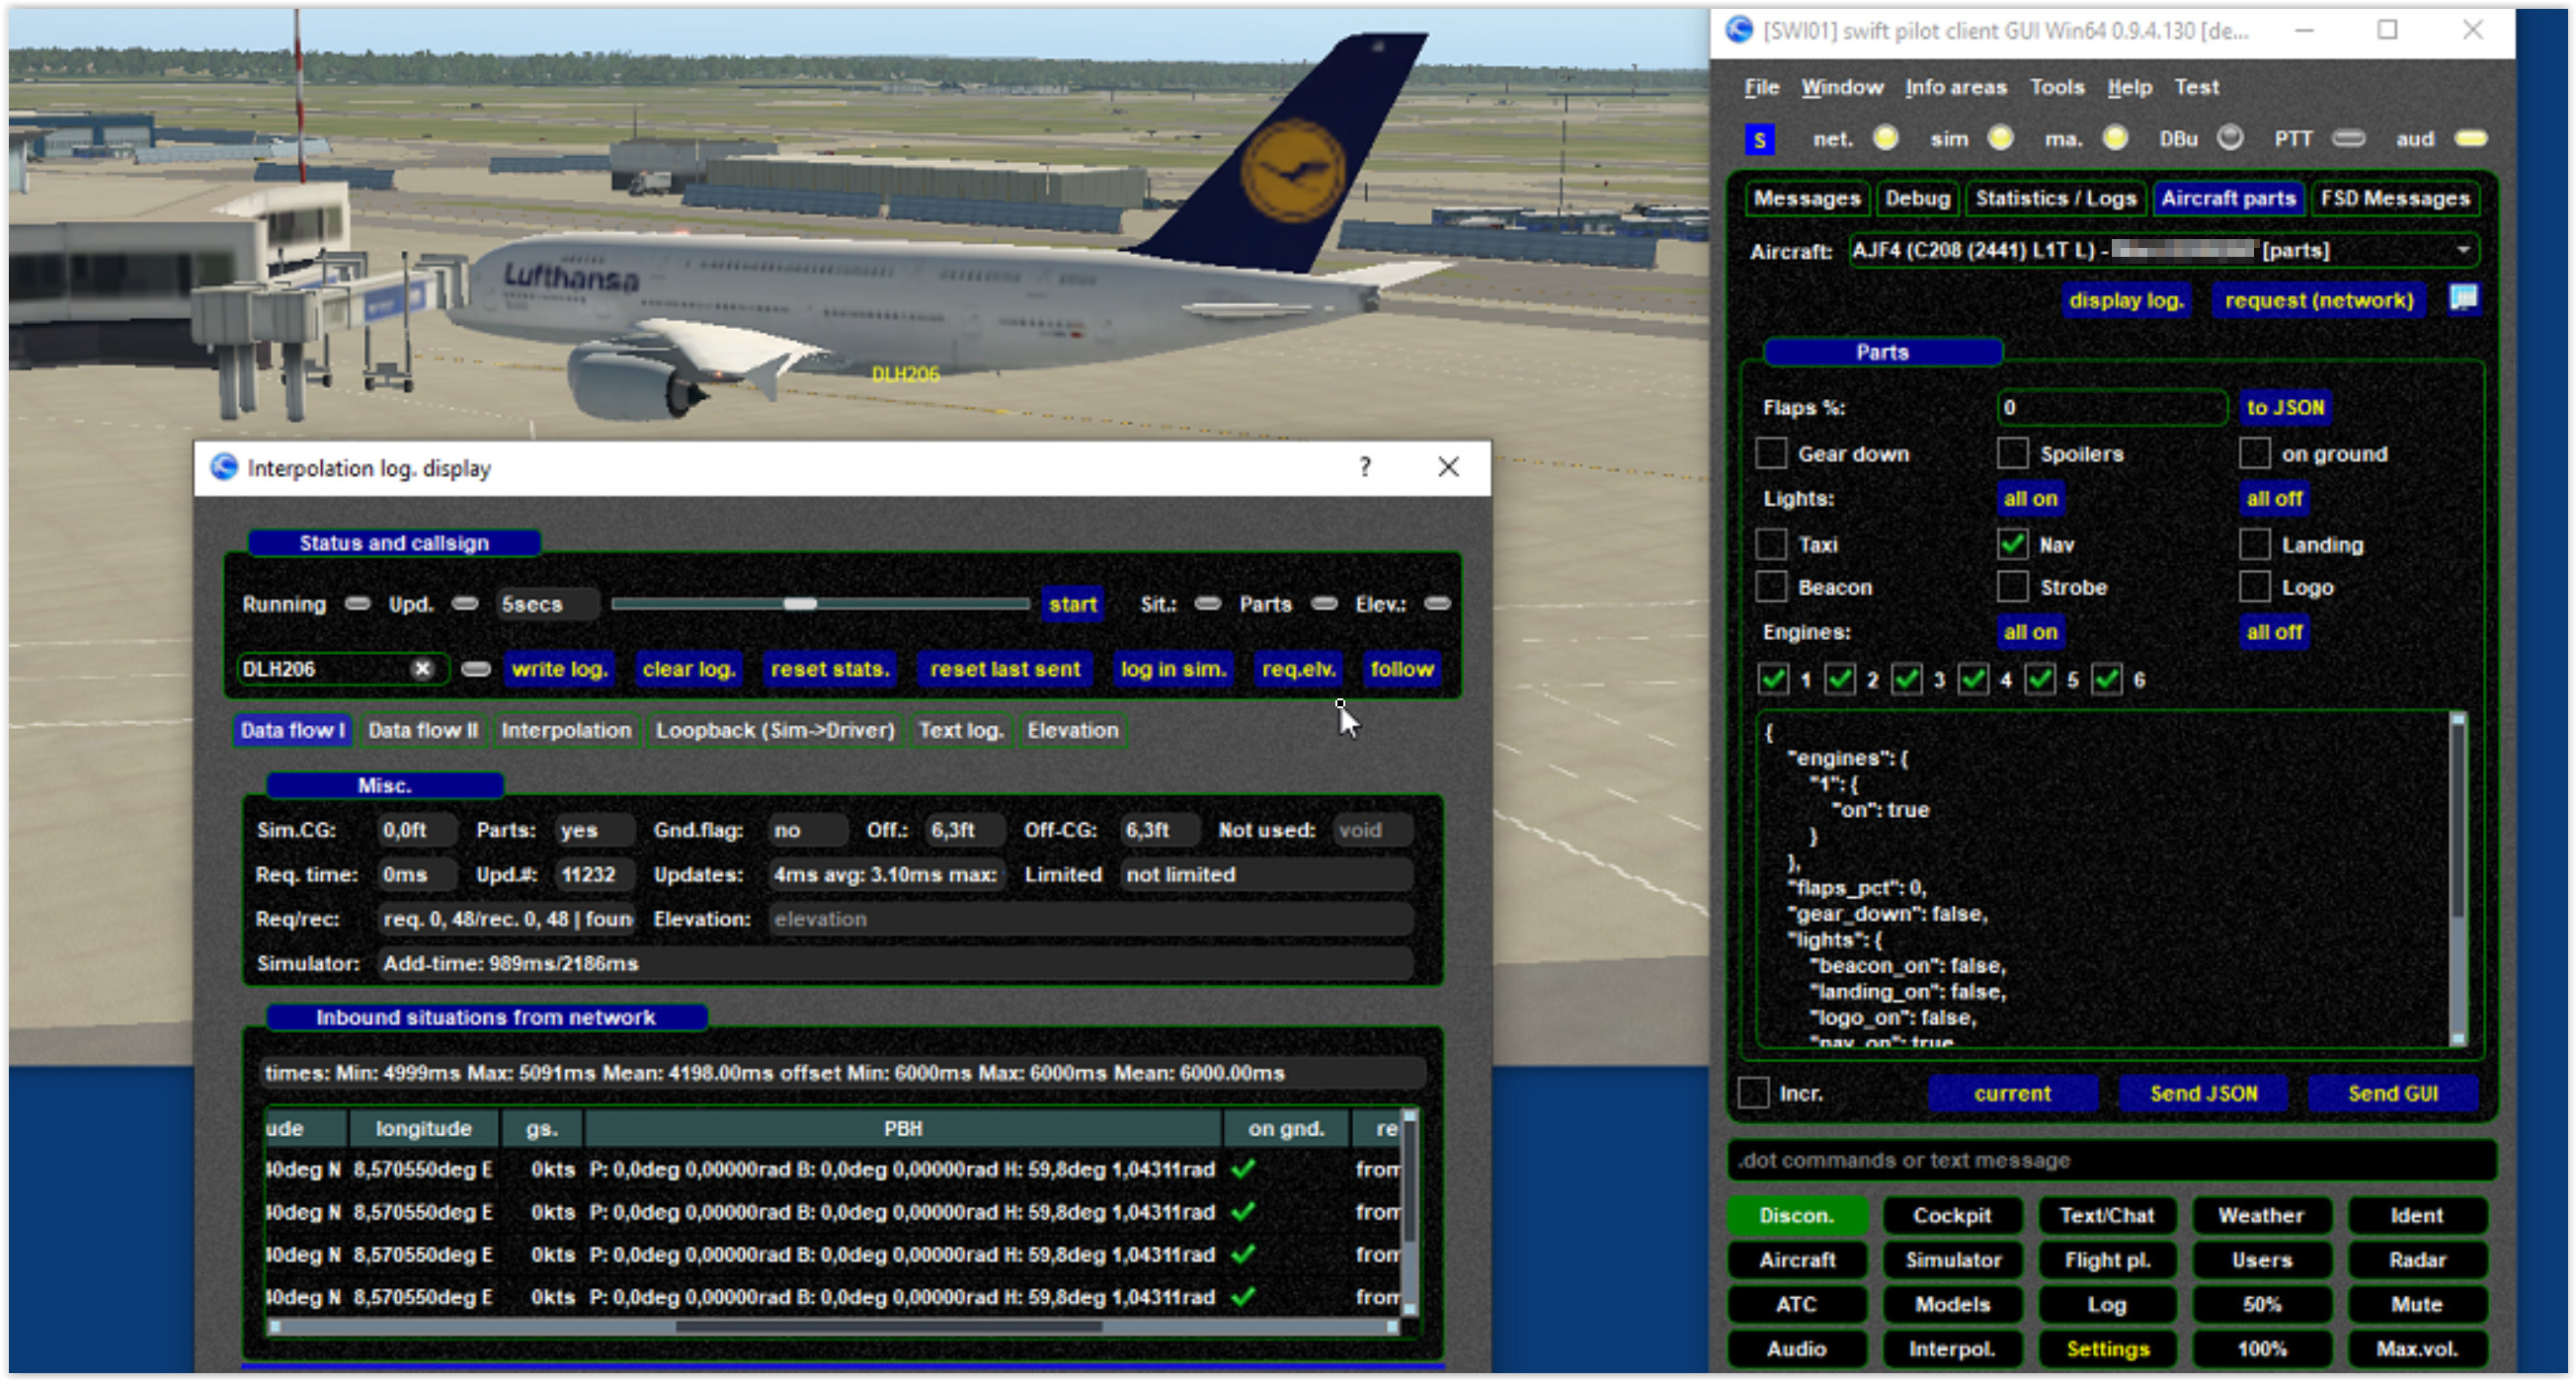 Lufthansa
DLH206
Interpolation log. display
?
Status and callsign
Running Upd. 5secs start Sit.: Parts Elev.:
DLH206 write log. clear log. reset stats. reset last sent log in sim. req.elv. follow
Data flow I Data flow II Interpolation Loopback (Sim->Driver) Text log. Elevation
Misc.
Sim.CG: 0,0ft Parts: yes Gnd.flag: no Off.: 6,3ft Off-CG: 6,3ft Not used: void
Req. time: 0ms Upd.#: 11232 Updates: 4ms avg: 3.10ms max: Limited not limited
Req/rec: req. 0, 48/rec. 0, 48 | foun Elevation: elevation
Simulator: Add-time: 989ms/2186ms
Inbound situations from network
times: Min: 4999ms Max: 5091ms Mean: 4198.00ms offset Min: 6000ms Max: 6000ms Mean: 6000.00ms
ude longitude gs. PBH on gnd. re
40deg N 8,570550deg E 0kts P: 0,0deg 0,00000rad B: 0,0deg 0,00000rad H: 59,8deg 1,04311rad from
40deg N 8,570550deg E 0kts P: 0,0deg 0,00000rad B: 0,0deg 0,00000rad H: 59,8deg 1,04311rad from
40deg N 8,570550deg E 0kts P: 0,0deg 0,00000rad B: 0,0deg 0,00000rad H: 59,8deg 1,04311rad from
40deg N 8,570550deg E 0kts P: 0,0deg 0,00000rad B: 0,0deg 0,00000rad H: 59,8deg 1,04311rad from
[SWI01] swift pilot client GUI Win64 0.9.4.130 [de...
File Window Info areas Tools Help Test
S net. sim ma. DBu PTT aud
Messages Debug Statistics / Logs Aircraft parts FSD Messages
Aircraft: AJF4 (C208 (2441) L1T L) - [parts]
display log. request (network)
Parts
Flaps %: 0 to JSON
Gear down Spoilers on ground
Lights: all on all off
Taxi Nav Landing
Beacon Strobe Logo
Engines: all on all off
1 2 3 4 5 6
{
"engines": {
"1": {
"on": true
}
},
"flaps_pct": 0,
"gear_down": false,
"lights": {
"beacon_on": false,
"landing_on": false,
"logo_on": false,
"nav_on": true
Incr. current Send JSON Send GUI
.dot commands or text message
Discon. Cockpit Text/Chat Weather Ident
Aircraft Simulator Flight pl. Users Radar
ATC Models Log 50% Mute
Audio Interpol. Settings 100% Max.vol.